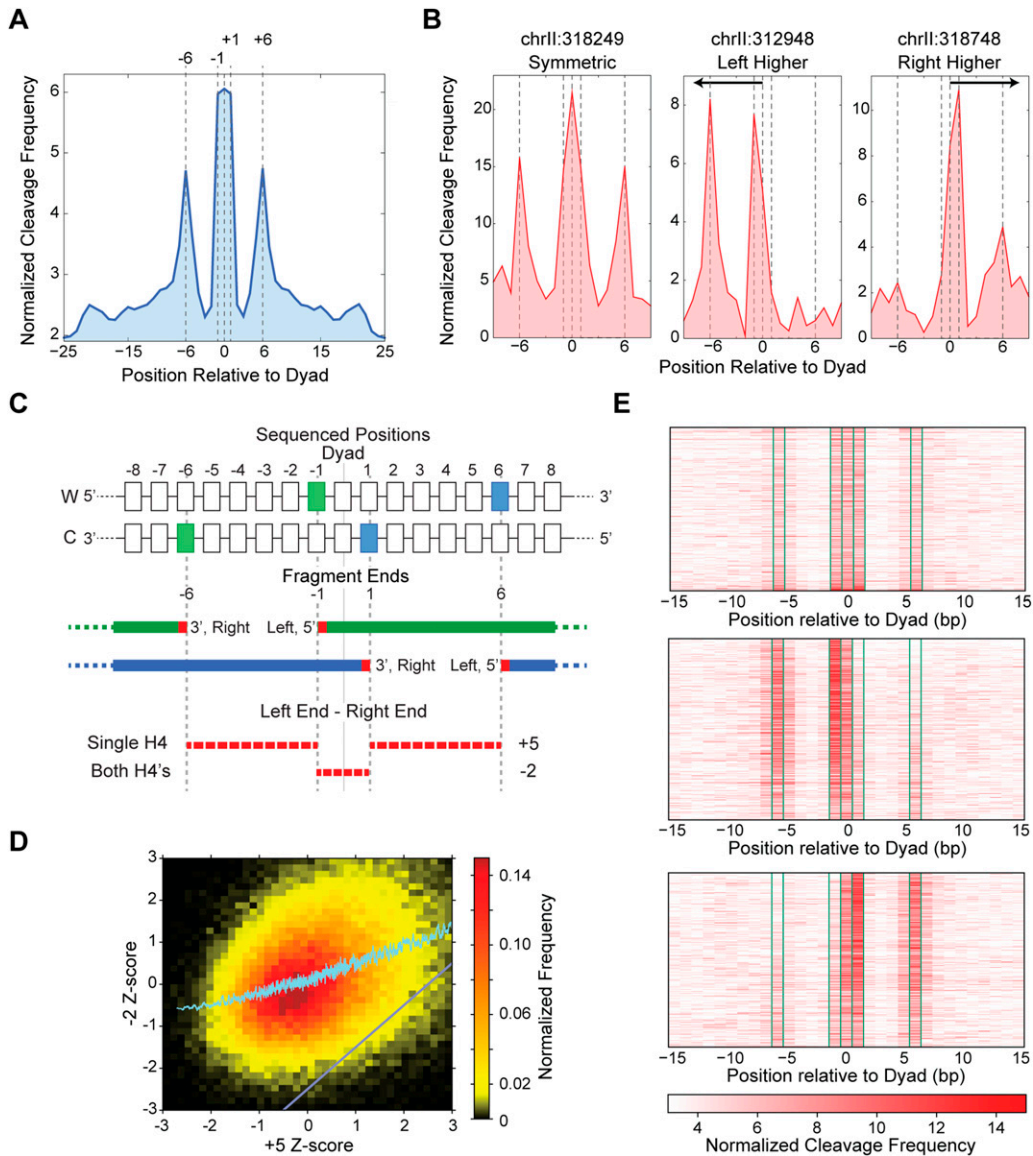 A
-6 -1 +1 +6
Normalized Cleavage Frequency
6
5
4
3
2
-25 -15 -6 0 6 15 25
Position Relative to Dyad
B
chrII:318249
Symmetric
chrII:312948
Left Higher
chrII:318748
Right Higher
Normalized Cleavage Frequency
20
15
10
5
0
8
6
4
2
0
10
8
6
4
2
0
-6 0 6
-6 0 6
-6 0 6
Position Relative to Dyad
C
Sequenced Positions
Dyad
-8 -7 -6 -5 -4 -3 -2 -1 1 2 3 4 5 6 7 8
W 5' 3'
C 3' 5'
Fragment Ends
-6 -1 1 6
3', Right Left, 5'
3', Right Left, 5'
Left End - Right End
Single H4 +5
Both H4's -2
D
-2 Z-score
3
2
1
0
-1
-2
-3
-3 -2 -1 0 1 2 3
+5 Z-score
0.14
0.10
0.06
0.02
0
Normalized Frequency
E
-15 -10 -5 0 5 10 15
Position relative to Dyad (bp)
-15 -10 -5 0 5 10 15
Position relative to Dyad (bp)
-15 -10 -5 0 5 10 15
Position relative to Dyad (bp)
4 6 8 10 12 14
Normalized Cleavage Frequency